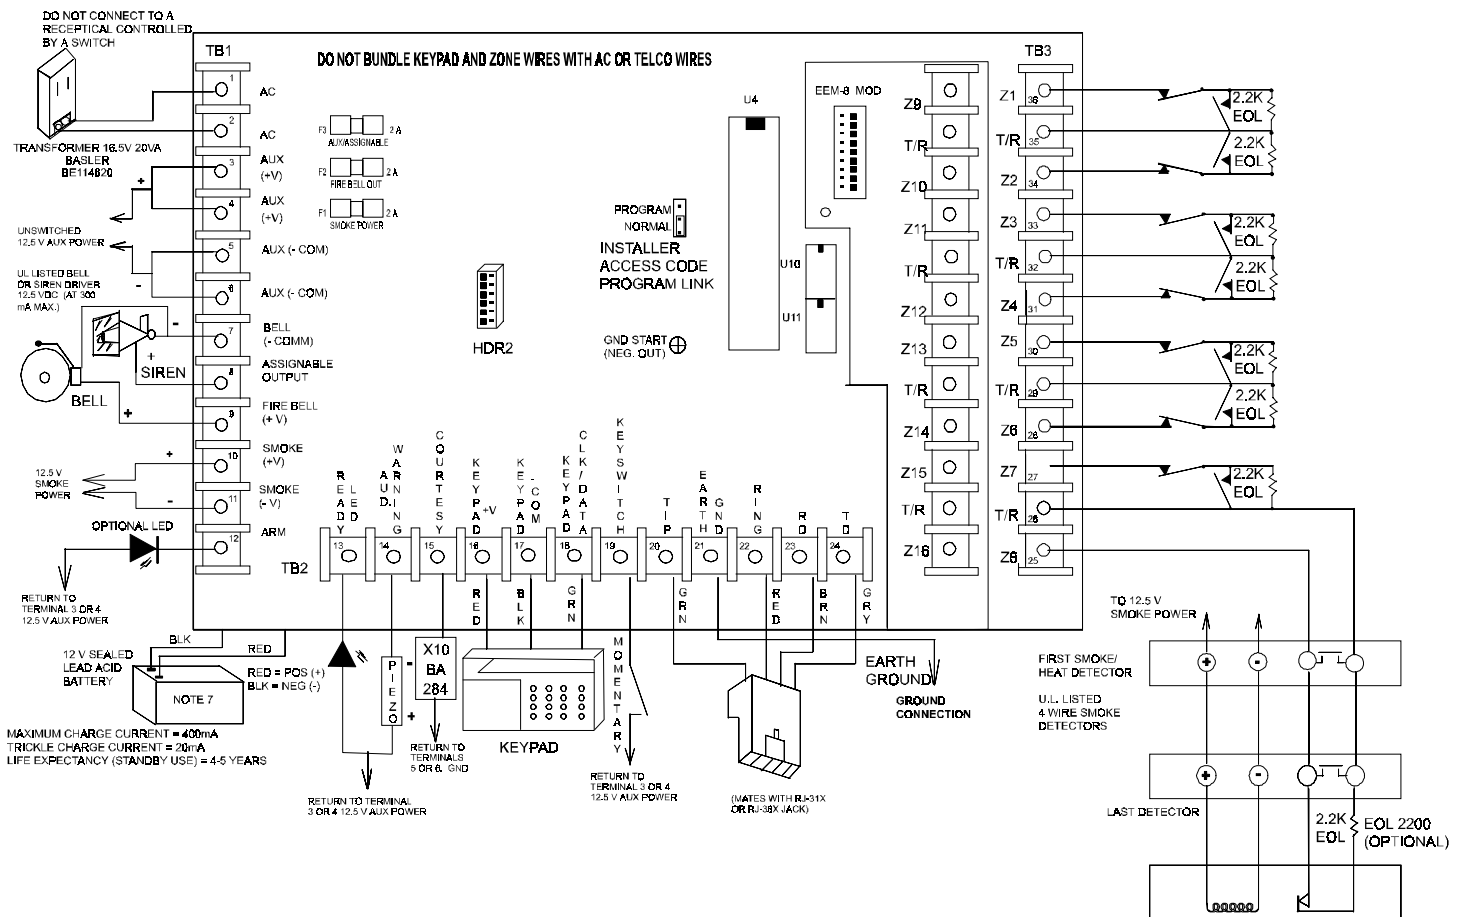 DO NOT CONNECT TO A
RECEPTICAL CONTROLLED
BY A SWITCH
TRANSFORMER 16.5V 20VA
BASLER
BE114620
+
UNSWITCHED
12.5 V AUX POWER
-
UL LISTED BELL
OR SIREN DRIVER
12.5 VDC (AT 300
mA MAX.)
-
+
SIREN
BELL
+
+
12.5 V
SMOKE
POWER
-
OPTIONAL LED
RETURN TO
TERMINAL 3 OR 4
12.5 V AUX POWER
TB1
1
AC
2
AC
3
AUX
(+V)
4
AUX
(+V)
5
AUX (- COM)
6
AUX (- COM)
7
BELL
(- COMM)
8
ASSIGNABLE
OUTPUT
9
FIRE BELL
(+ V)
10
SMOKE
(+V)
11
SMOKE
(- V)
12
ARM
DO NOT BUNDLE KEYPAD AND ZONE WIRES WITH AC OR TELCO WIRES
F3 2 A
AUX/ASSIGNABLE
F2 2 A
FIRE BELL OUT
F1 2 A
SMOKE POWER
HDR2
PROGRAM
NORMAL
INSTALLER
ACCESS CODE
PROGRAM LINK
GND START
(NEG. OUT)
U4
U10
U11
EEM-8 MOD
Z9
T/R
Z10
Z11
T/R
Z12
Z13
T/R
Z14
Z15
T/R
Z16
TB3
Z1 36
T/R 35
Z2 34
Z3 33
T/R 32
Z4 31
Z5 30
T/R 29
Z6 28
Z7 27
T/R 26
Z8 25
2.2K
EOL
2.2K
EOL
2.2K
EOL
2.2K
EOL
2.2K
EOL
2.2K
EOL
2.2K
EOL
TB2
READY
LED
AUD.
WARNING
COURTESY
KEYPAD
+V
KEYPAD
-COM
KEYPAD
CLK/DATA
KEYSWITCH
TIP
EARTH
GND
RING
RD
TD
13 14 15 16 17 18 19 20 21 22 23 24
RED
BLK
GRN
GRN
RED
BRN
GRY
BLK
RED
12 V SEALED
LEAD ACID
BATTERY
RED = POS (+)
BLK = NEG (-)
NOTE 7
MAXIMUM CHARGE CURRENT = 400mA
TRICKLE CHARGE CURRENT = 20mA
LIFE EXPECTANCY (STANDBY USE) = 4-5 YEARS
-
PIEZO
+
RETURN TO TERMINAL
3 OR 4 12.5 V AUX POWER
X10
BA
284
RETURN TO
TERMINALS
5 OR 6. GND
KEYPAD
MOMENTARY
RETURN TO
TERMINAL 3 OR 4
12.5 V AUX POWER
(MATES WITH RJ-31X
OR RJ-38X JACK)
EARTH
GROUND
GROUND
CONNECTION
TO 12.5 V
SMOKE POWER
FIRST SMOKE/
HEAT DETECTOR
U.L. LISTED
4 WIRE SMOKE
DETECTORS
+ -
+ -
LAST DETECTOR
2.2K
EOL
EOL 2200
(OPTIONAL)